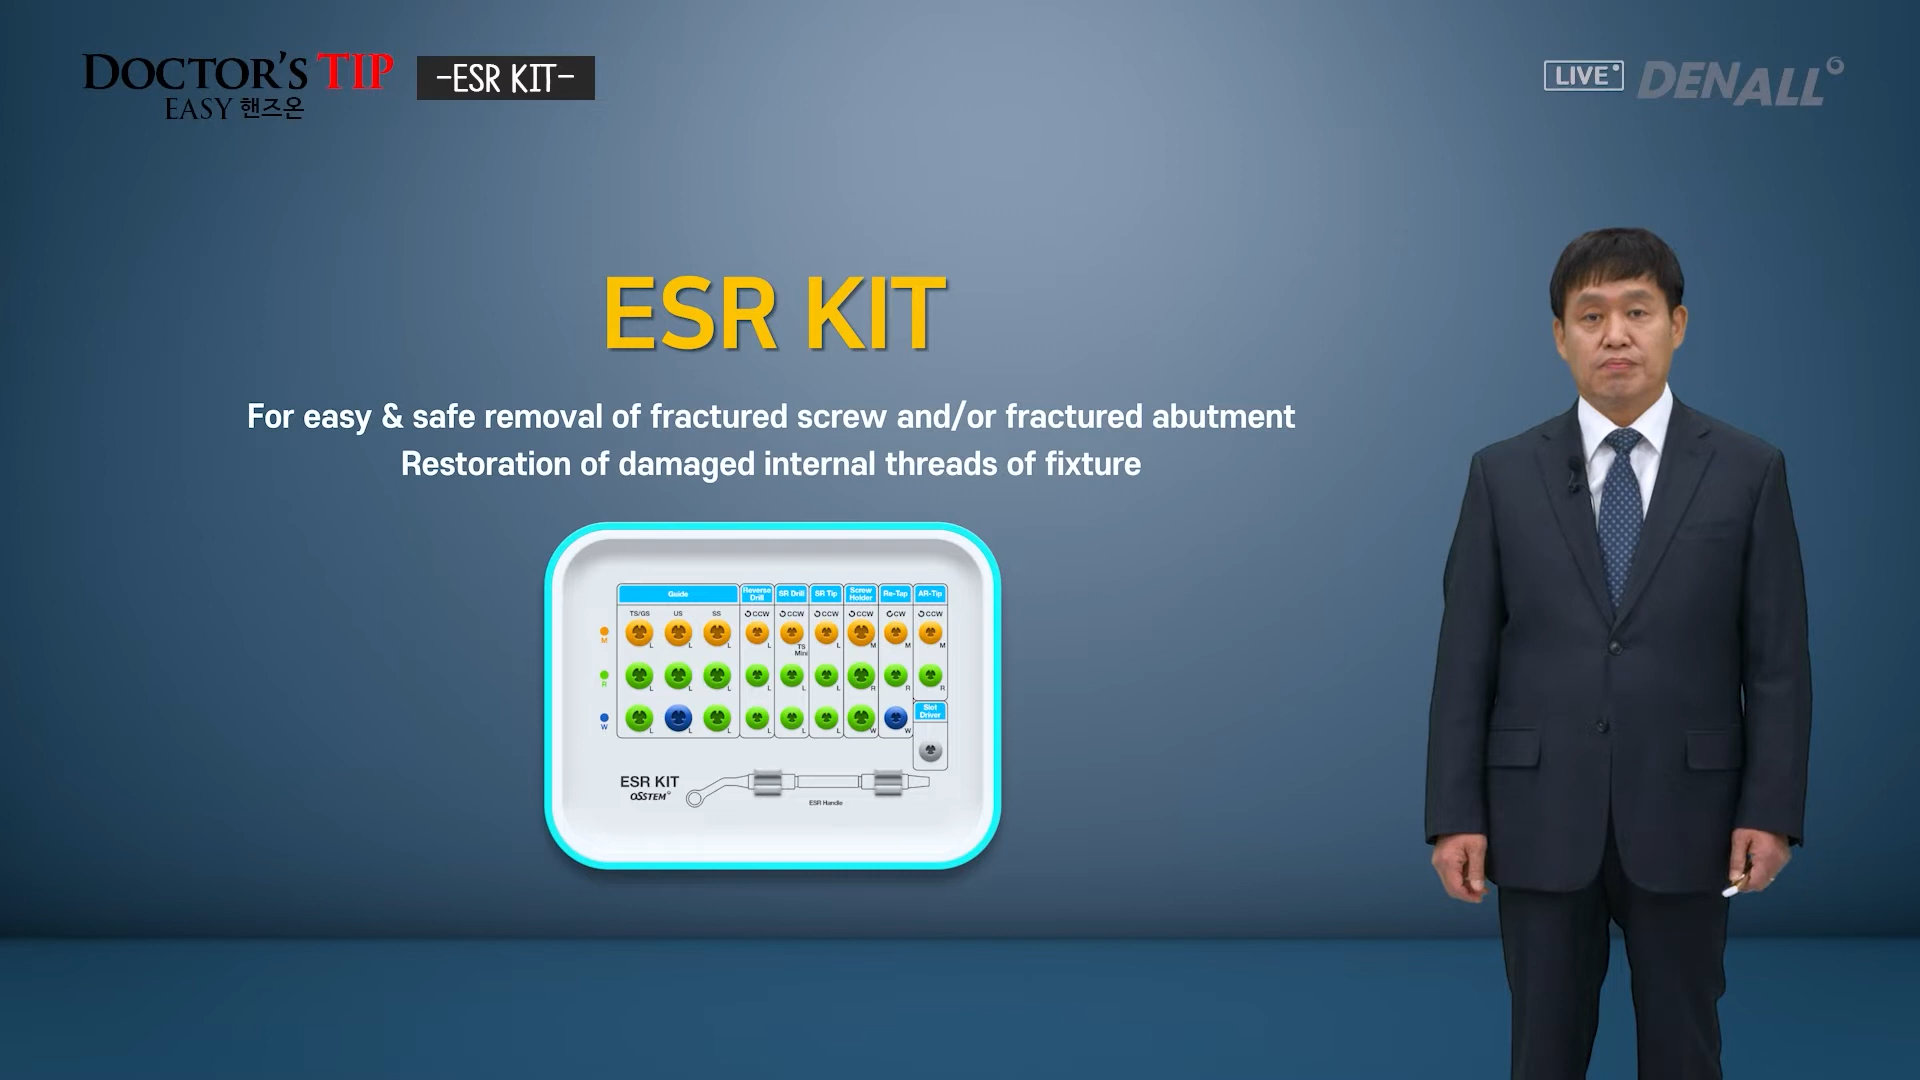 DOCTOR'S TIP
EASY 핸즈온
-ESR KIT-
LIVE
DENALL
ESR KIT
For easy & safe removal of fractured screw and/or fractured abutment
Restoration of damaged internal threads of fixture
Guide
Reverse Drill
SR Drill
SR Tip
Screw Holder
Re-Tap
AR-Tip
TS/GS US SS CCW CCW CCW CCW CW CCW
M L L L L TS Mini L M M M
R L L L L L L R R R
W L L L L L L W W
Slot Driver
ESR KIT
OSSTEM
ESR Handle